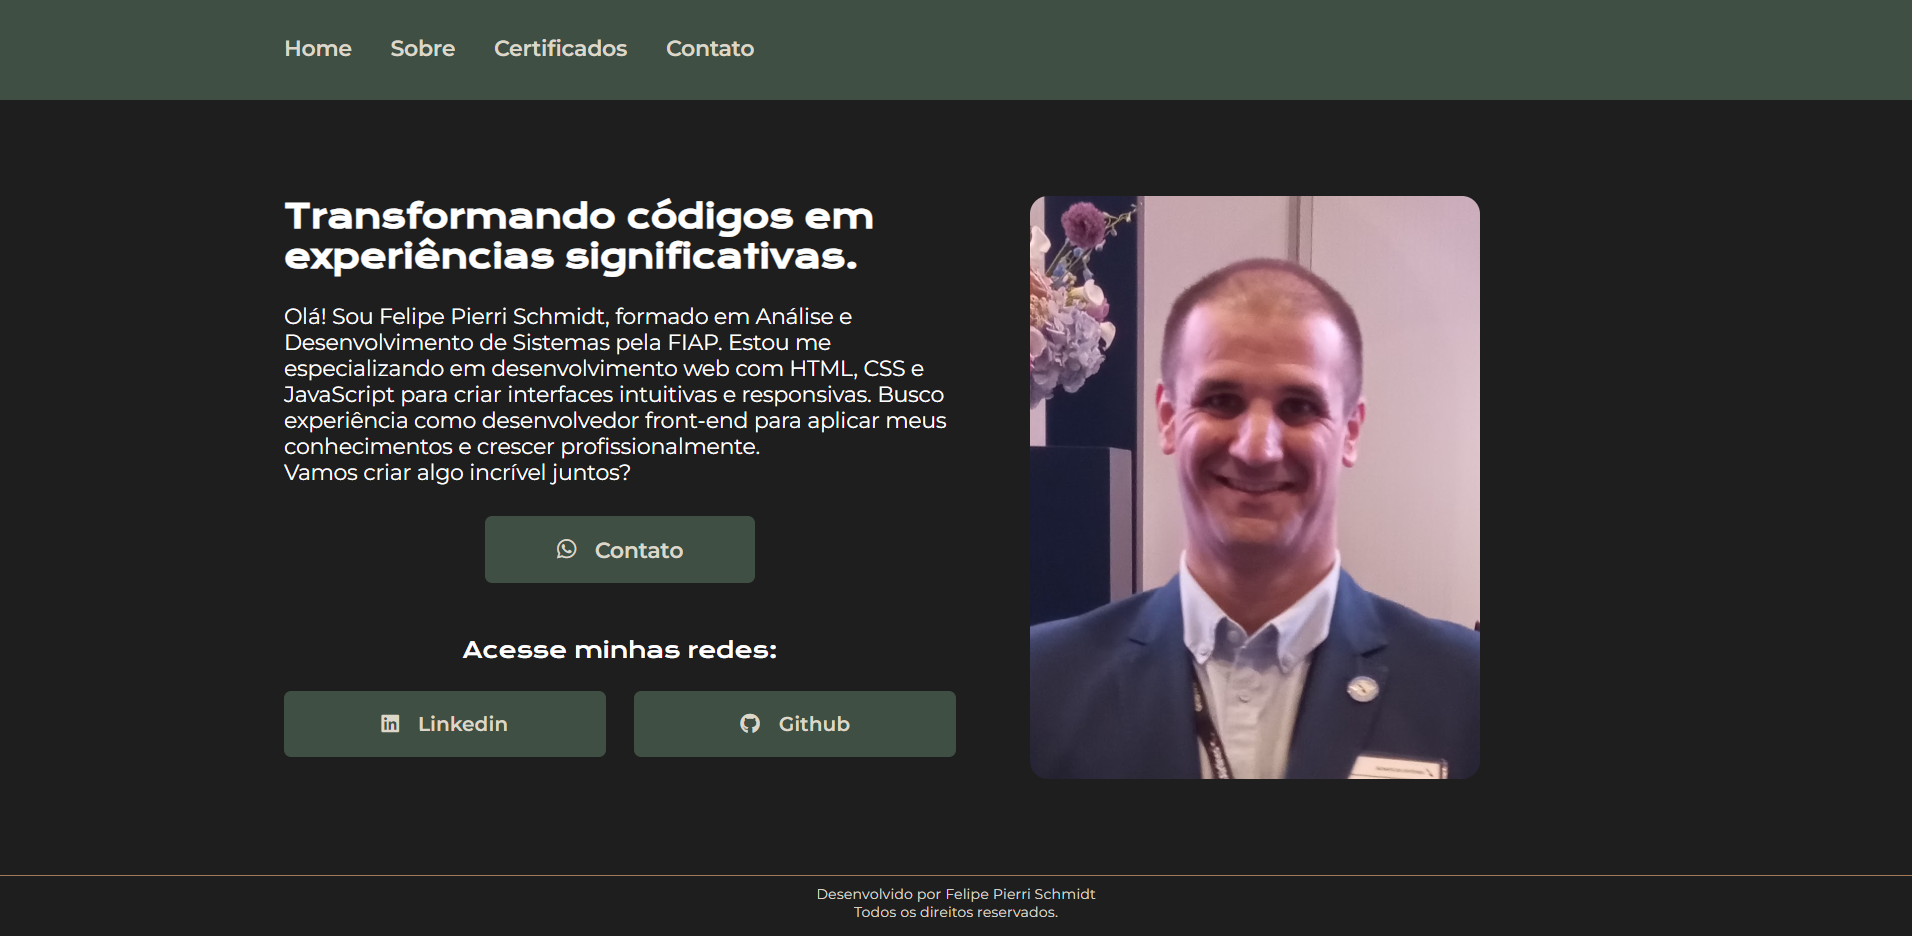 Home Sobre Certificados Contato
Transformando códigos em
experiências significativas.
Olá! Sou Felipe Pierri Schmidt, formado em Análise e
Desenvolvimento de Sistemas pela FIAP. Estou me
especializando em desenvolvimento web com HTML, CSS e
JavaScript para criar interfaces intuitivas e responsivas. Busco
experiência como desenvolvedor front-end para aplicar meus
conhecimentos e crescer profissionalmente.
Vamos criar algo incrível juntos?
Contato
Acesse minhas redes:
Linkedin Github
Desenvolvido por Felipe Pierri Schmidt
Todos os direitos reservados.